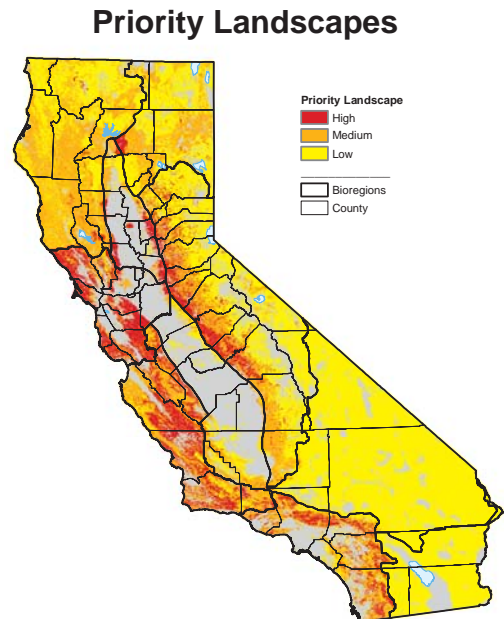 Priority Landscapes
Priority Landscape
High
Medium
Low
Bioregions
County